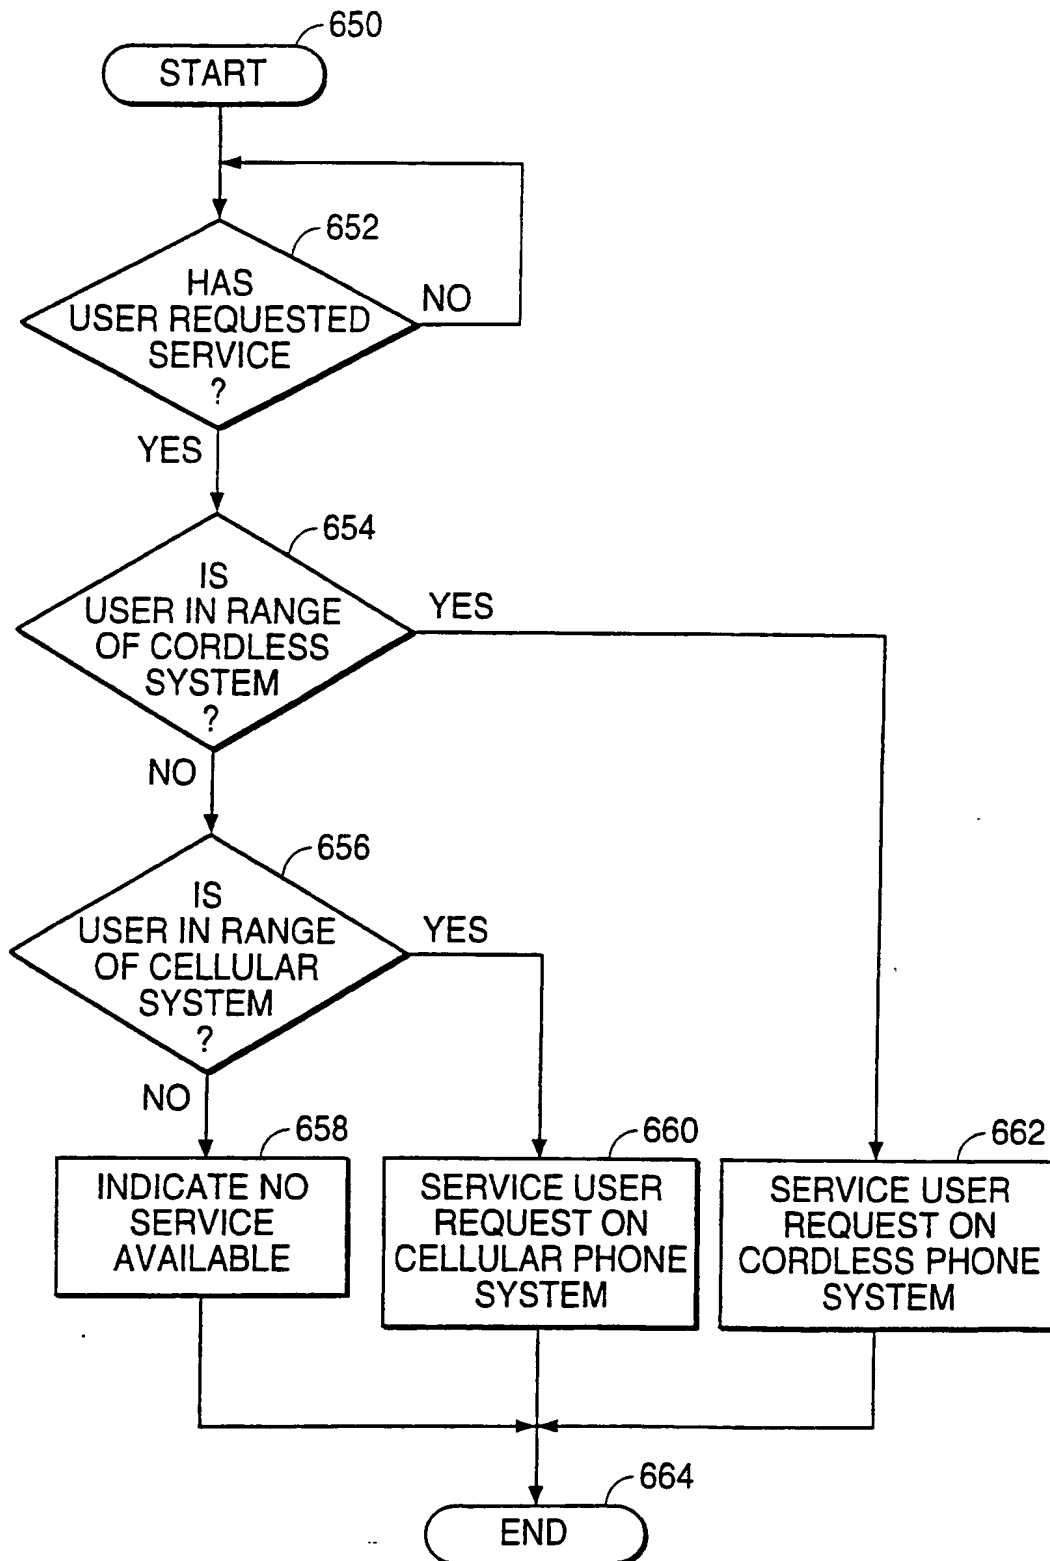 650
START
652
HAS
USER REQUESTED
SERVICE
?
NO
YES
654
IS
USER IN RANGE
OF CORDLESS
SYSTEM
?
YES
NO
656
IS
USER IN RANGE
OF CELLULAR
SYSTEM
?
YES
NO
658
INDICATE NO
SERVICE
AVAILABLE
660
SERVICE USER
REQUEST ON
CELLULAR PHONE
SYSTEM
662
SERVICE USER
REQUEST ON
CORDLESS PHONE
SYSTEM
664
END